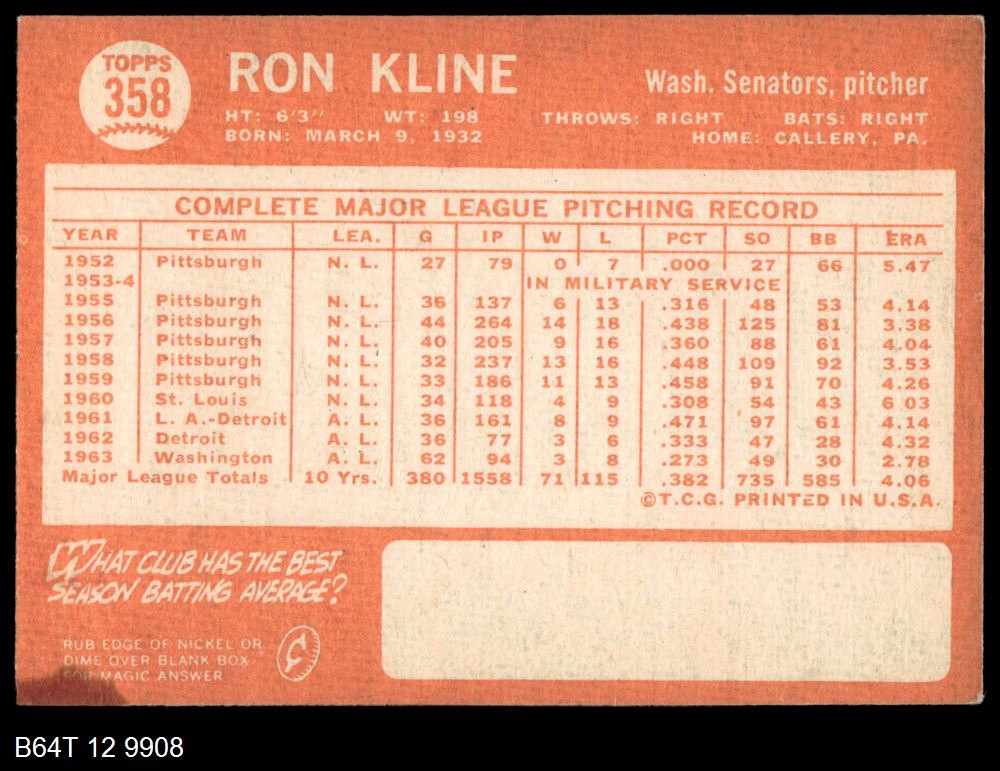 TOPPS
358
RON KLINE
Wash. Senators, pitcher
HT: 6'3" WT: 198 THROWS: RIGHT BATS: RIGHT
BORN: MARCH 9, 1932 HOME: CALLERY, PA.
COMPLETE MAJOR LEAGUE PITCHING RECORD
YEAR TEAM LEA. G IP W L PCT SO BB ERA
1952 Pittsburgh N. L. 27 79 0 7 .000 27 66 5.47
1953-4 IN MILITARY SERVICE
1955 Pittsburgh N. L. 36 137 6 13 .316 48 53 4.14
1956 Pittsburgh N. L. 44 264 14 18 .438 125 81 3.38
1957 Pittsburgh N. L. 40 205 9 16 .360 88 61 4.04
1958 Pittsburgh N. L. 32 237 13 16 .448 109 92 3.53
1959 Pittsburgh N. L. 33 186 11 13 .458 91 70 4.26
1960 St. Louis N. L. 34 118 4 9 .308 54 43 6.03
1961 L. A.-Detroit A. L. 36 161 8 9 .471 97 61 4.14
1962 Detroit A. L. 36 77 3 6 .333 47 28 4.32
1963 Washington A. L. 62 94 3 8 .273 49 30 2.78
Major League Totals 10 Yrs. 380 1558 71 115 .382 735 585 4.06
©T.C.G. PRINTED IN U.S.A.
WHAT CLUB HAS THE BEST
SEASON BATTING AVERAGE?
RUB EDGE OF NICKEL OR
DIME OVER BLANK BOX
FOR MAGIC ANSWER
¢
B64T 12 9908